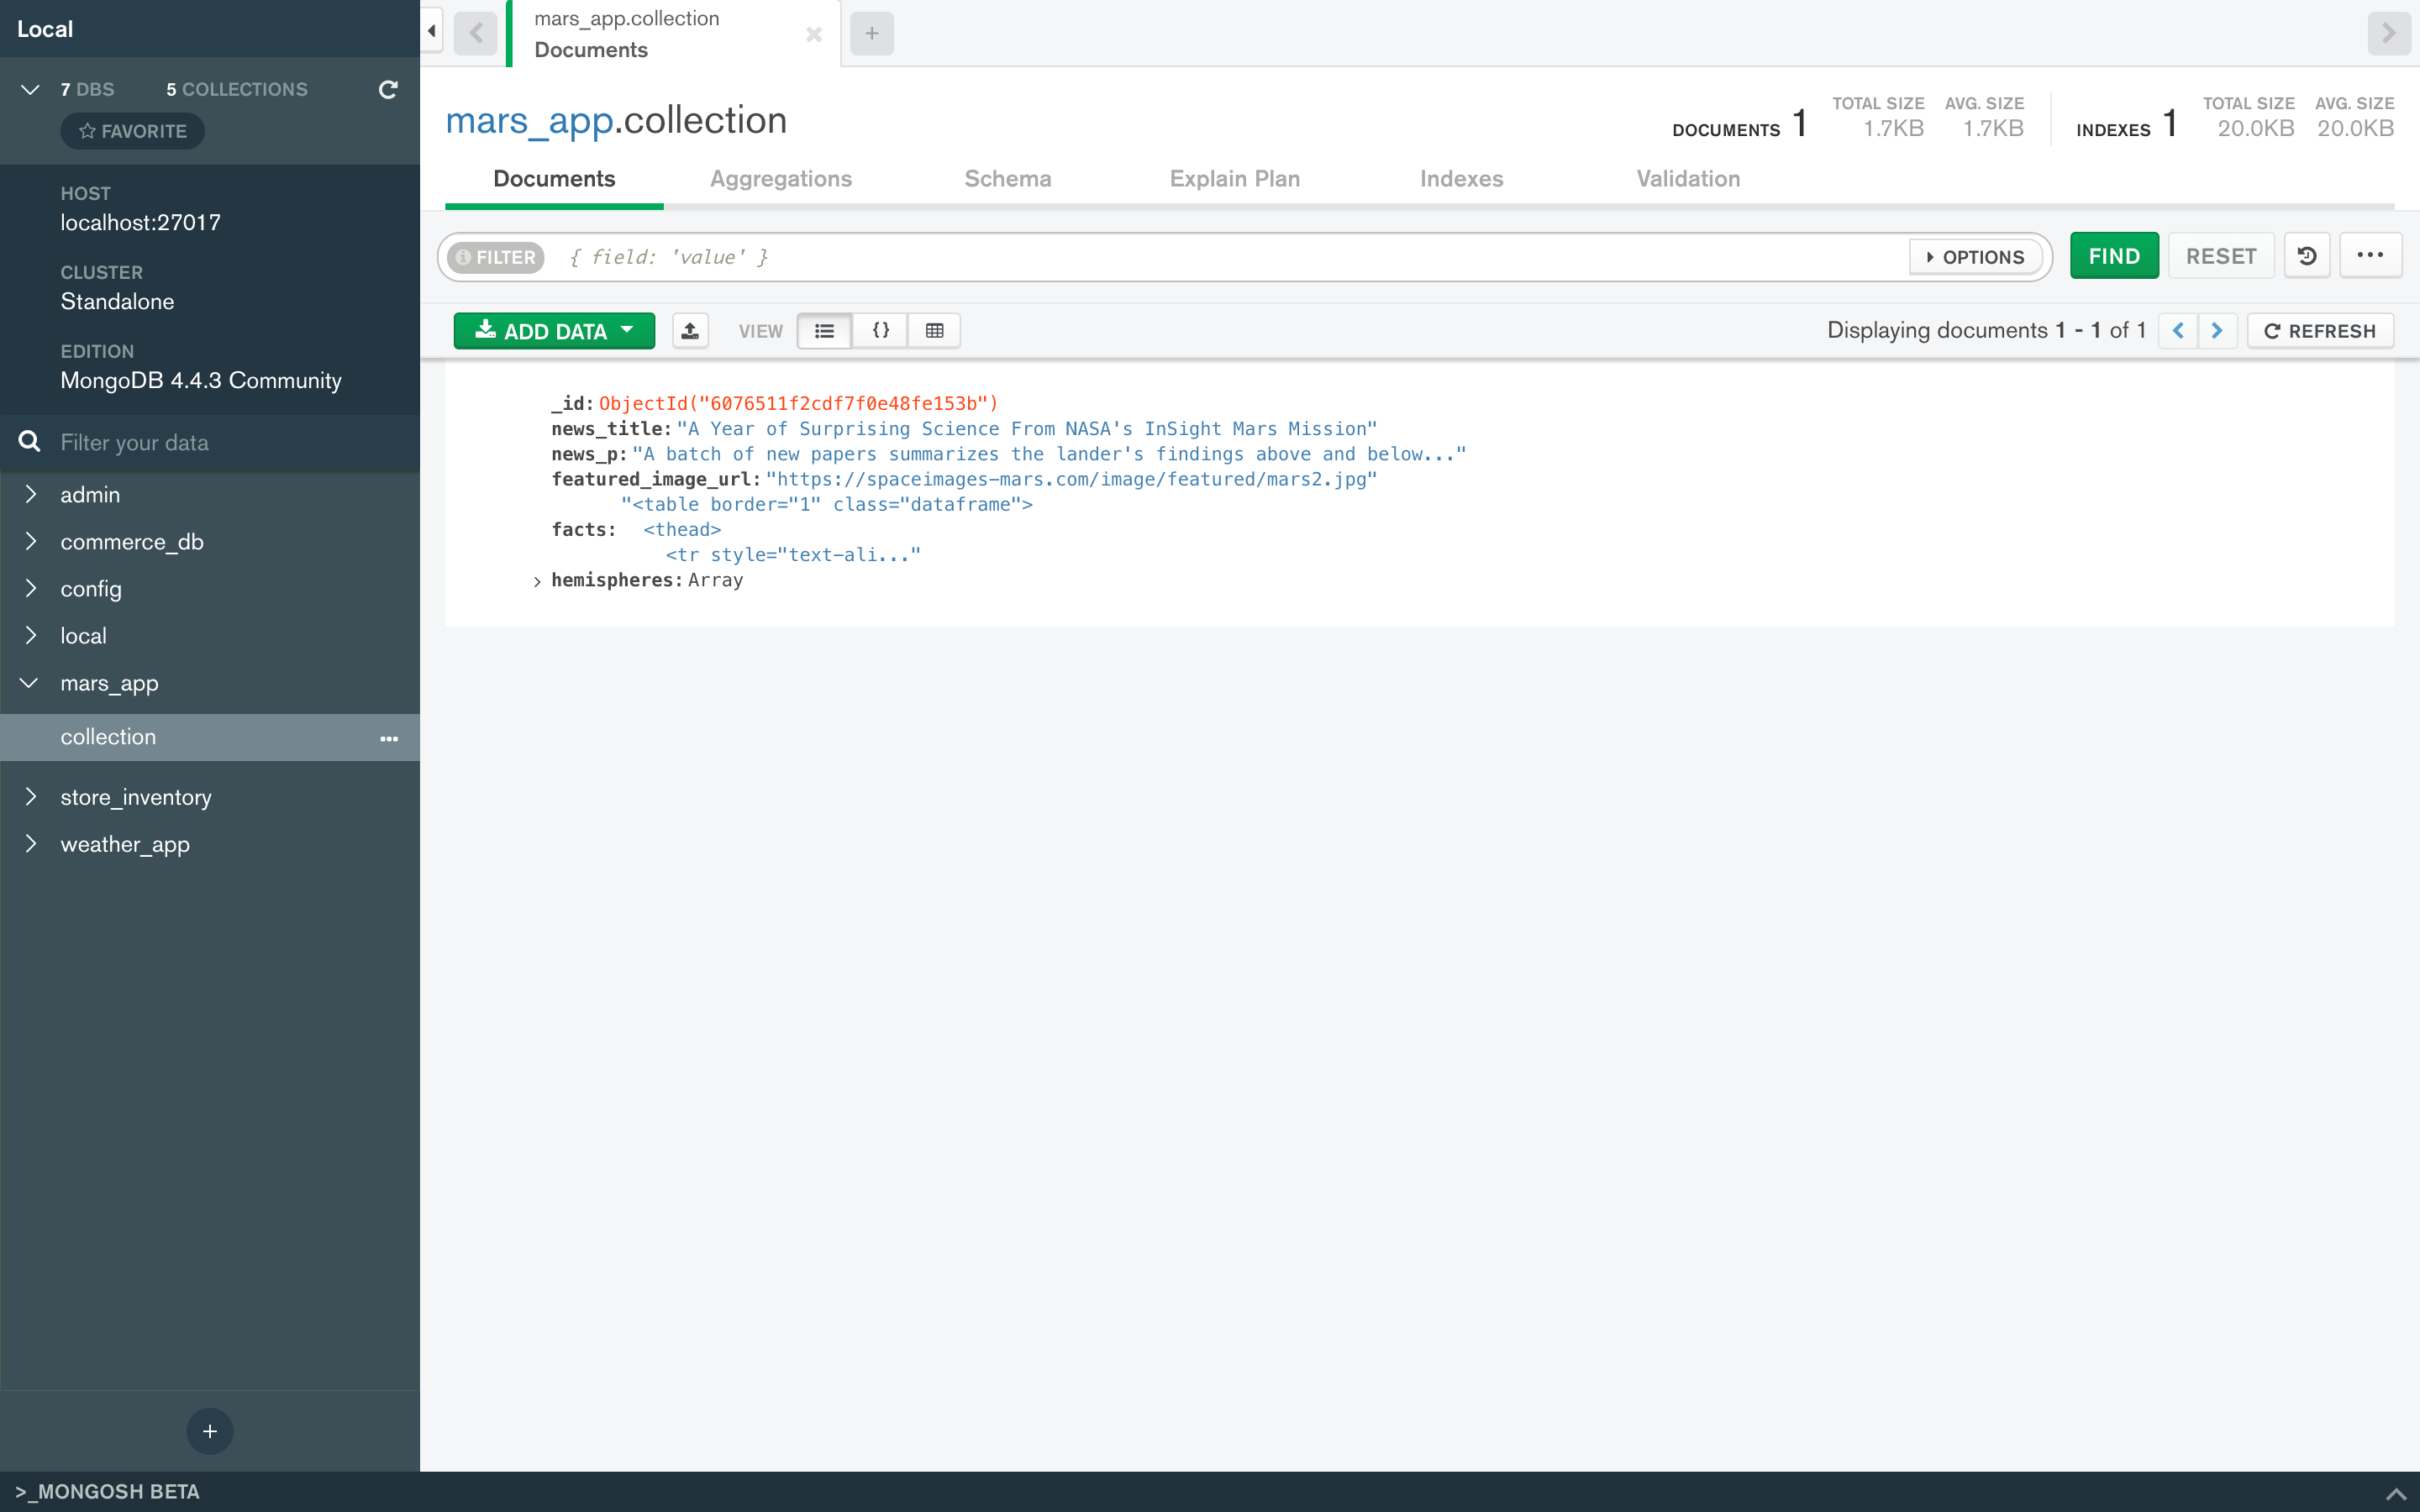 Local
7 DBS 5 COLLECTIONS
FAVORITE
HOST
localhost:27017
CLUSTER
Standalone
EDITION
MongoDB 4.4.3 Community
Filter your data
admin
commerce_db
config
local
mars_app
collection
store_inventory
weather_app
>_MONGOSH BETA
mars_app.collection
Documents
mars_app.collection
DOCUMENTS 1 TOTAL SIZE 1.7KB AVG. SIZE 1.7KB
INDEXES 1 TOTAL SIZE 20.0KB AVG. SIZE 20.0KB
Documents Aggregations Schema Explain Plan Indexes Validation
FILTER { field: 'value' } OPTIONS FIND RESET
ADD DATA VIEW {} Displaying documents 1 - 1 of 1 REFRESH
_id: ObjectId("6076511f2cdf7f0e48fe153b")
news_title: "A Year of Surprising Science From NASA's InSight Mars Mission"
news_p: "A batch of new papers summarizes the lander's findings above and below..."
featured_image_url: "https://spaceimages-mars.com/image/featured/mars2.jpg"
"<table border="1" class="dataframe">
facts: <thead>
<tr style="text-ali..."
hemispheres: Array